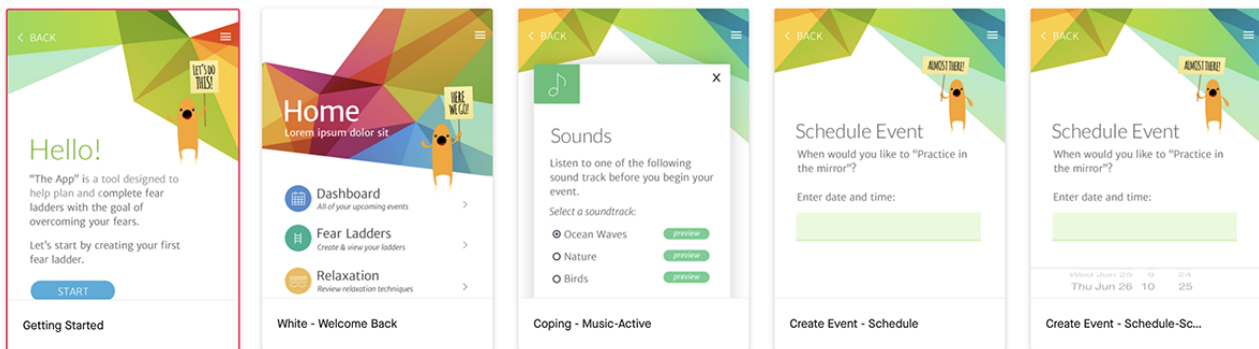 BACK
LET'S DO
THIS!
Hello!
"The App" is a tool designed to
help plan and complete fear
ladders with the goal of
overcoming your fears.
Let's start by creating your first
fear ladder.
START
Getting Started
HERE
WE GO!
Home
Lorem ipsum dolor sit
Dashboard
All of your upcoming events
Fear Ladders
Create & view your ladders
Relaxation
Review relaxation techniques
White - Welcome Back
BACK
X
Sounds
Listen to one of the following
sound track before you begin your
event.
Select a soundtrack:
Ocean Waves preview
Nature preview
Birds preview
Coping - Music-Active
BACK
ALMOST THERE!
Schedule Event
When would you like to "Practice in
the mirror"?
Enter date and time:
Create Event - Schedule
BACK
ALMOST THERE!
Schedule Event
When would you like to "Practice in
the mirror"?
Enter date and time:
Wed Jun 25 9 24
Thu Jun 26 10 25
Create Event - Schedule-Sc...